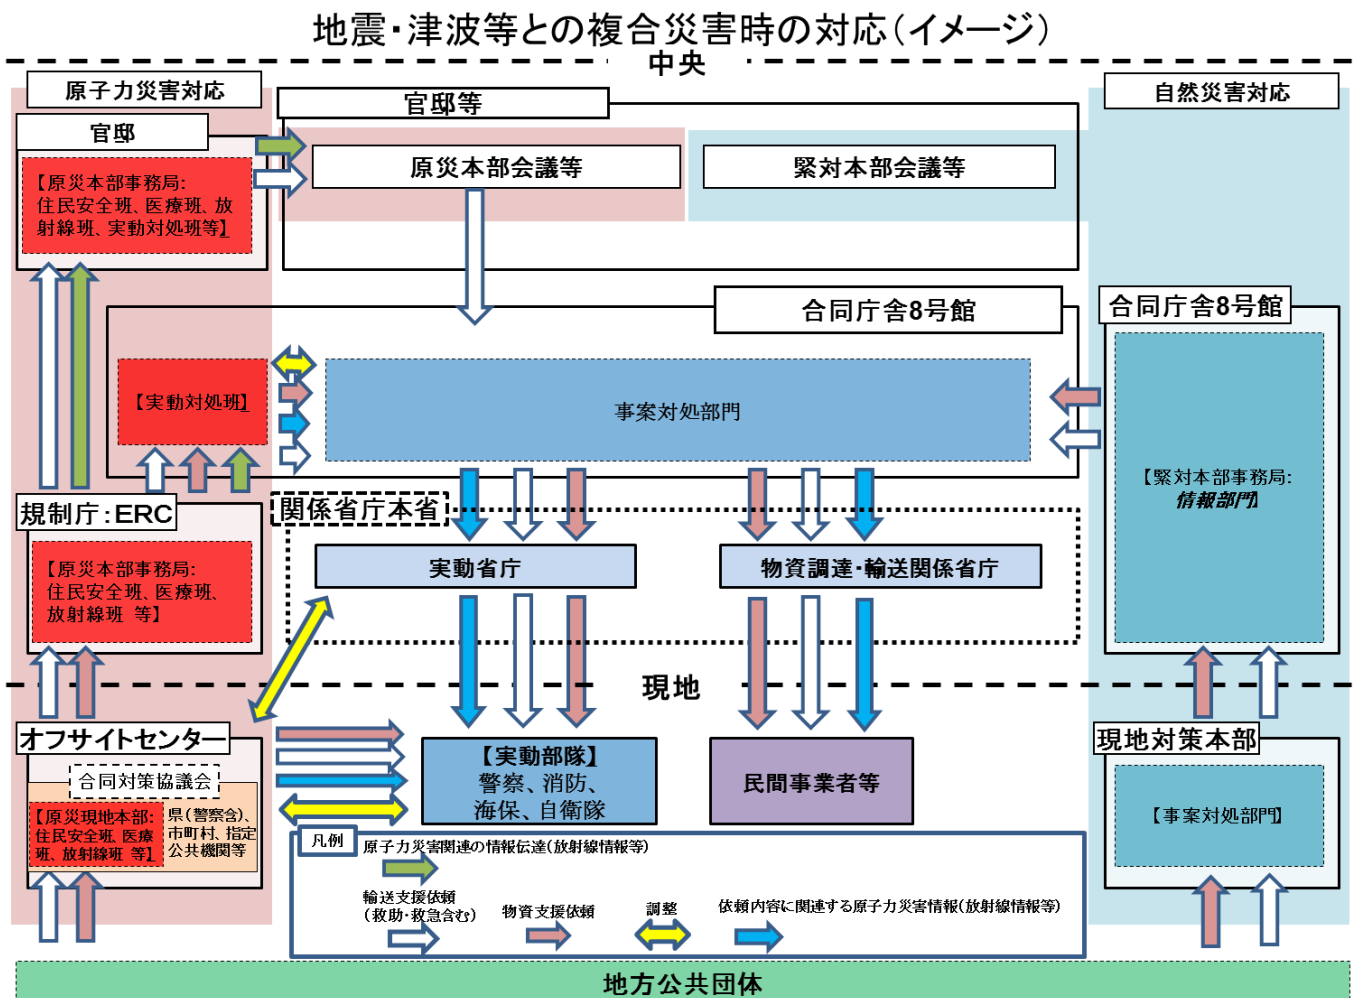 地震・津波等との複合災害時の対応(イメージ)
中央
原子力災害対応
官邸等
自然災害対応
官邸
原災本部会議等
緊対本部会議等
【原災本部事務局:
住民安全班、医療班、放
射線班、実動対処班等】
合同庁舎8号館
合同庁舎8号館
【実動対処班】
事案対処部門
【緊対本部事務局:
情報部門】
規制庁:ERC
関係省庁本省
【原災本部事務局:
住民安全班、医療班、
放射線班 等】
実動省庁
物資調達・輸送関係省庁
現地
オフサイトセンター
合同対策協議会
【原災現地本部:
住民安全班、医療
班、放射線班 等】
県(警察含)、
市町村、指定
公共機関等
【実動部隊】
警察、消防、
海保、自衛隊
民間事業者等
現地対策本部
【事案対処部門】
凡例
原子力災害関連の情報伝達(放射線情報等)
輸送支援依頼
(救助・救急含む)
物資支援依頼
調整
依頼内容に関連する原子力災害情報(放射線情報等)
地方公共団体